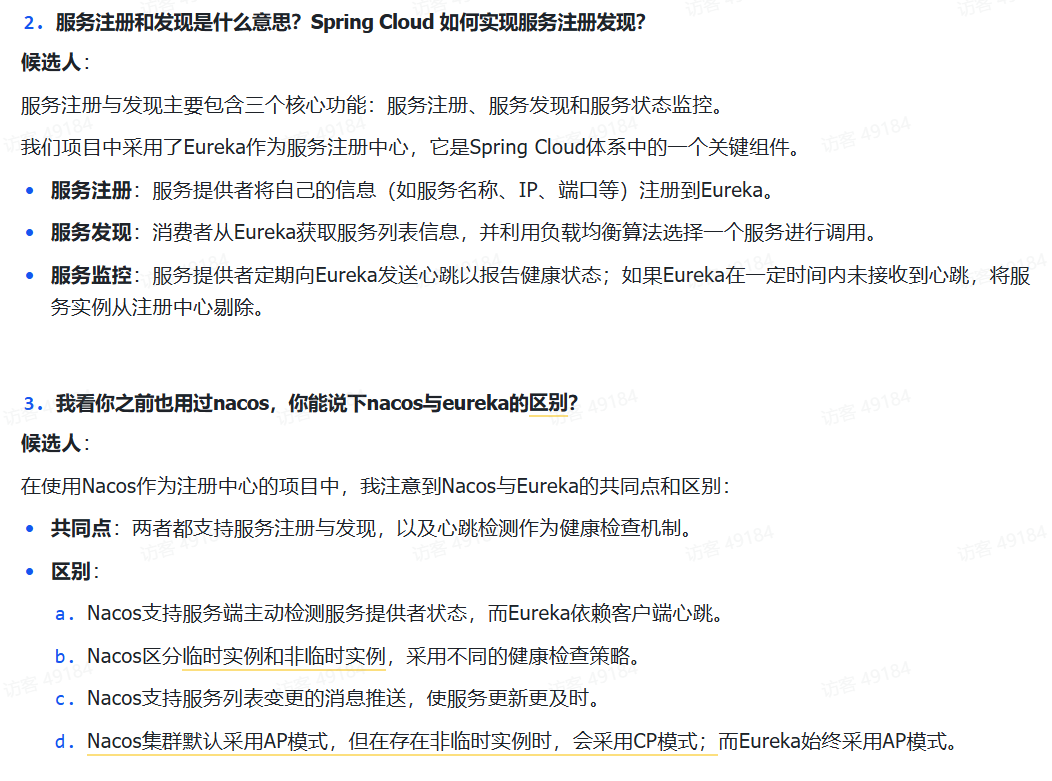 2. 服务注册和发现是什么意思？Spring Cloud 如何实现服务注册发现？
候选人：
服务注册与发现主要包含三个核心功能：服务注册、服务发现和服务状态监控。
我们项目中采用了Eureka作为服务注册中心，它是Spring Cloud体系中的一个关键组件。
• 服务注册：服务提供者将自己的信息（如服务名称、IP、端口等）注册到Eureka。
• 服务发现：消费者从Eureka获取服务列表信息，并利用负载均衡算法选择一个服务进行调用。
• 服务监控：服务提供者定期向Eureka发送心跳以报告健康状态；如果Eureka在一定时间内未接收到心跳，将服
务实例从注册中心剔除。
3. 我看你之前也用过nacos，你能说下nacos与eureka的区别？
候选人：
在使用Nacos作为注册中心的项目中，我注意到Nacos与Eureka的共同点和区别：
• 共同点：两者都支持服务注册与发现，以及心跳检测作为健康检查机制。
• 区别：
a. Nacos支持服务端主动检测服务提供者状态，而Eureka依赖客户端心跳。
b. Nacos区分临时实例和非临时实例，采用不同的健康检查策略。
c. Nacos支持服务列表变更的消息推送，使服务更新更及时。
d. Nacos集群默认采用AP模式，但在存在非临时实例时，会采用CP模式；而Eureka始终采用AP模式。
访客 49184